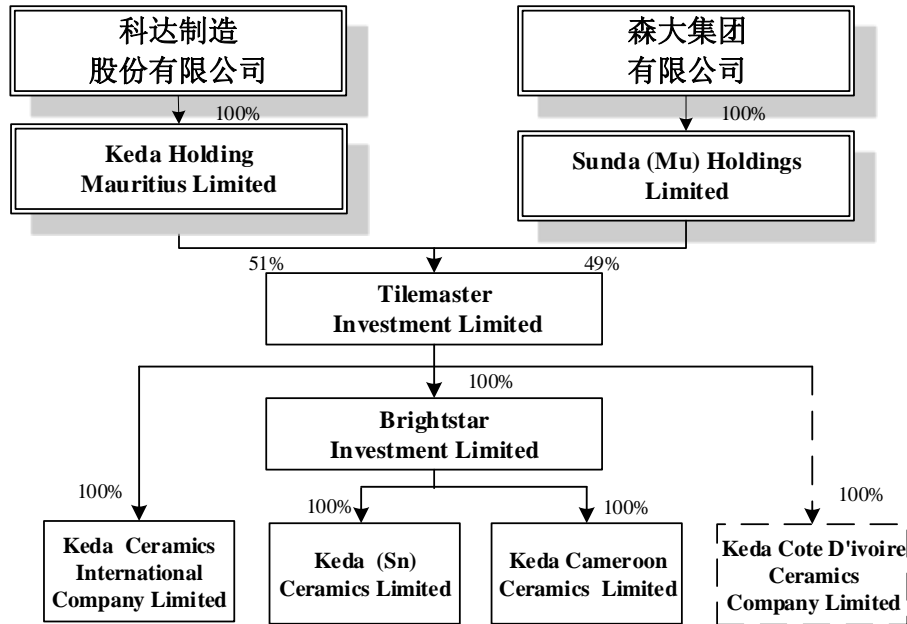 科达制造
股份有限公司
森大集团
有限公司
100%
100%
Keda Holding
Mauritius Limited
Sunda (Mu) Holdings
Limited
51%
49%
Tilemaster
Investment Limited
100%
Brightstar
Investment Limited
100%
100%
100%
100%
Keda Ceramics
International
Company Limited
Keda (Sn)
Ceramics Limited
Keda Cameroon
Ceramics Limited
Keda Cote D'ivoire
Ceramics
Company Limited